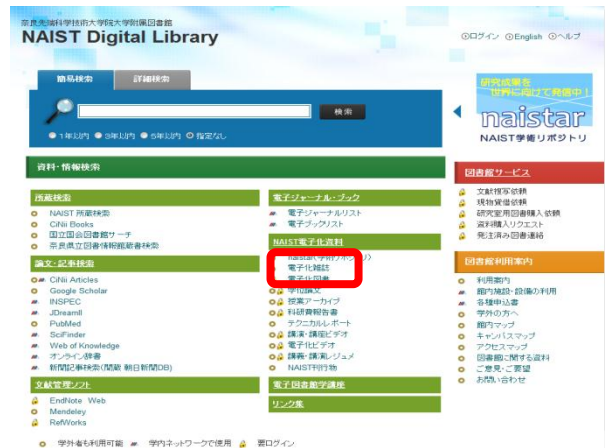 奈良先端科学技術大学院大学附属図書館
NAIST Digital Library
ログイン English ヘルプ
簡易検索 詳細検索
検索
1年以内 3年以内 5年以内 指定なし
研究成果を
世界に向けて発信中!
naistar
NAIST学術リポジトリ
資料・情報検索
所蔵検索
NAIST 所蔵検索
CiNii Books
国立国会図書館サーチ
奈良県立図書情報館蔵書検索
論文・記事検索
CiNii Articles
Google Scholar
INSPEC
JDreamII
PubMed
SciFinder
Web of Knowledge
オンライン辞書
新聞記事検索(聞蔵 朝日新聞DB)
文献管理ソフト
EndNote Web
Mendeley
RefWorks
電子ジャーナル・ブック
電子ジャーナルリスト
電子ブックリスト
NAIST電子化資料
naistar(学術リポジトリ)
電子化雑誌
電子化図書
学位論文
授業アーカイブ
科研費報告書
テクニカルレポート
講演・講座ビデオ
電子化ビデオ
講義・講演レジュメ
NAIST刊行物
電子図書館学講座
リンク集
図書館サービス
文献複写依頼
現物貸借依頼
研究室用図書購入依頼
資料購入リクエスト
発注済み図書連絡
図書館利用案内
利用案内
館内施設・設備の利用
各種申込書
学外の方へ
館内マップ
キャンパスマップ
アクセスマップ
図書館に関する資料
ご意見・ご要望
お問い合わせ
学外者も利用可能 学内ネットワークで使用 要ログイン